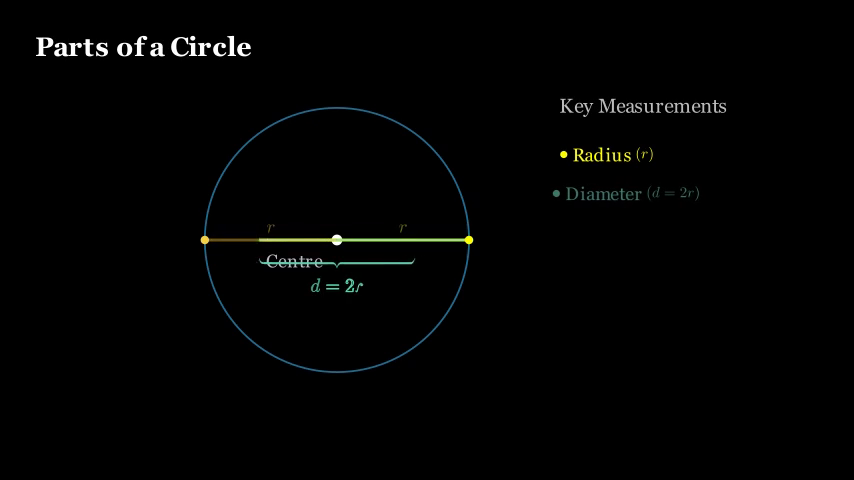 Parts of a Circle
Key Measurements
Radius (r)
Diameter (d = 2r)
r r
Centre
d = 2r